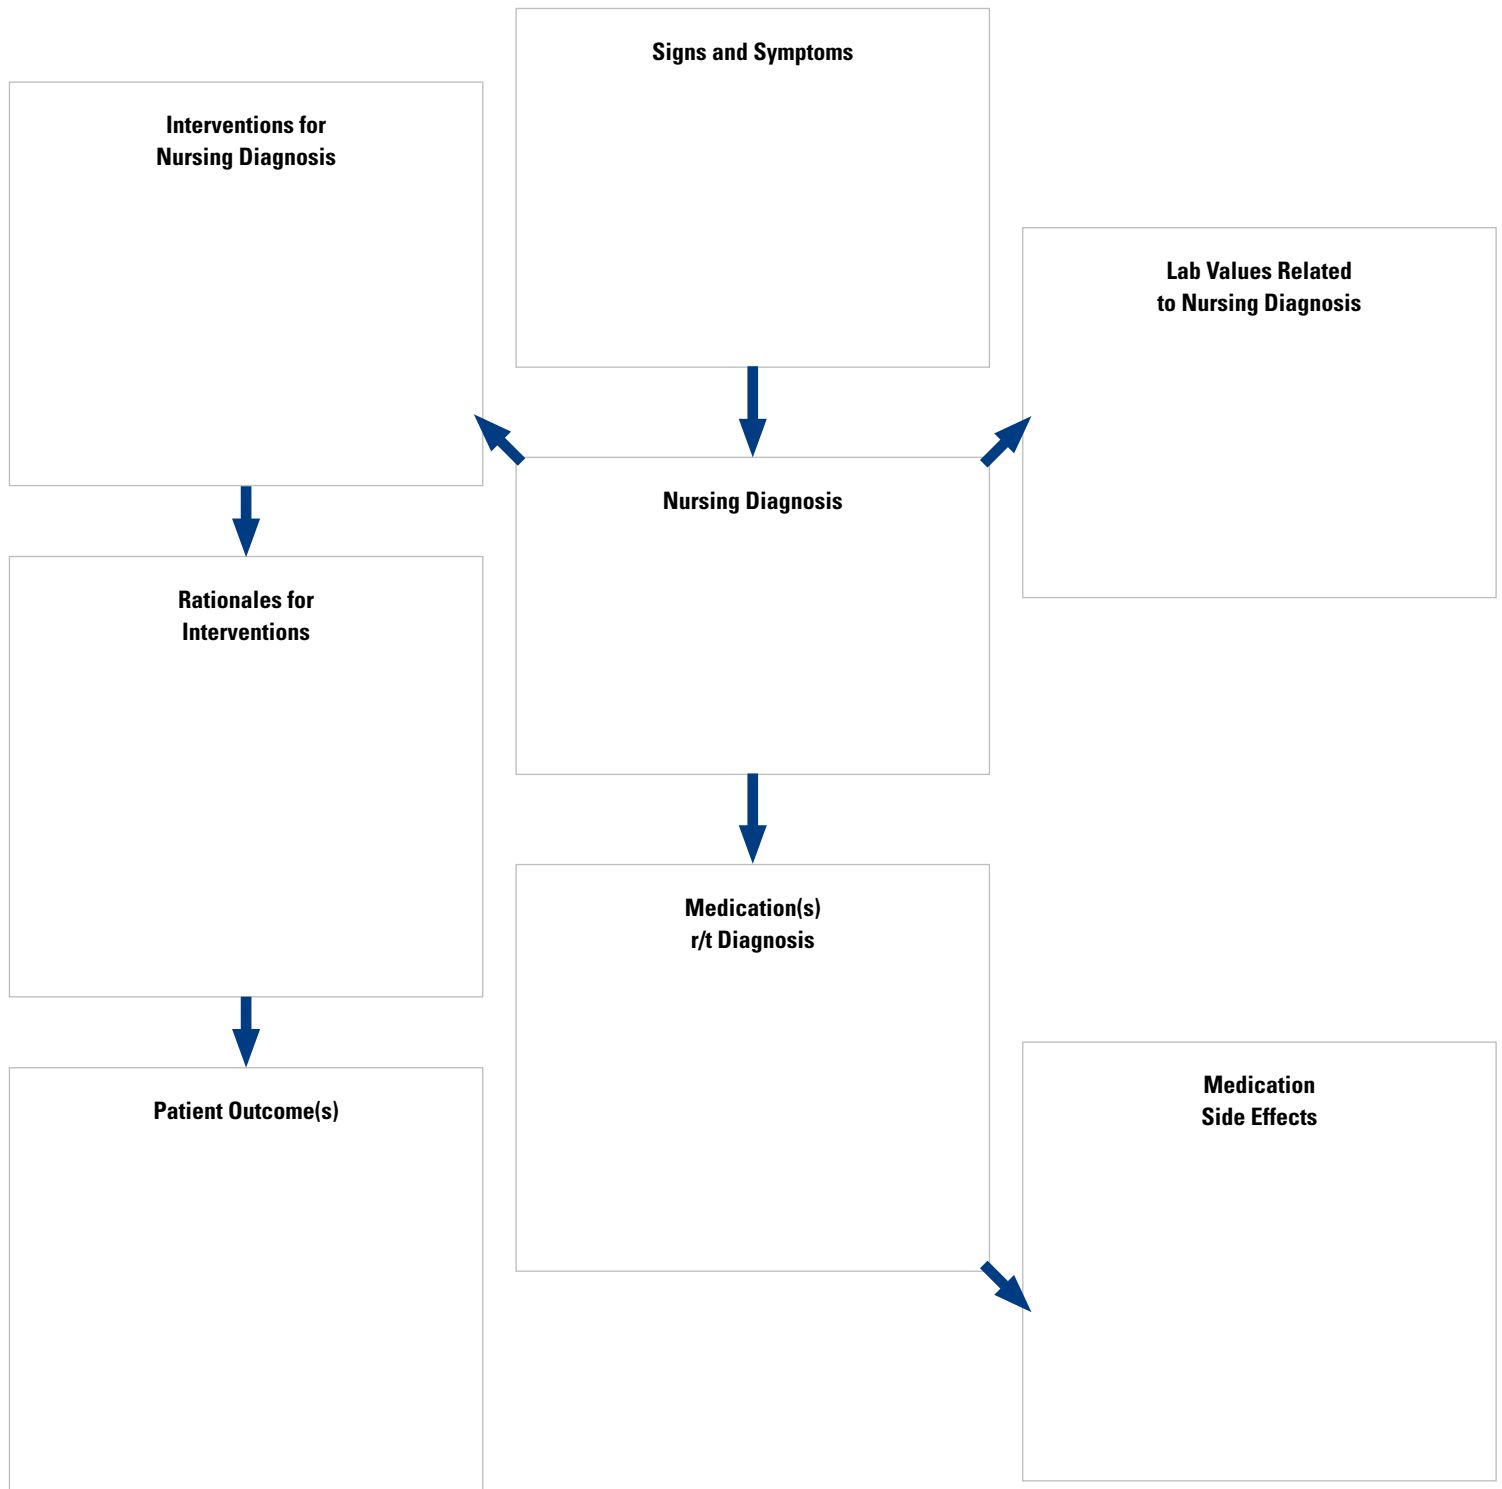 Signs and Symptoms
Interventions for
Nursing Diagnosis
Lab Values Related
to Nursing Diagnosis
Nursing Diagnosis
Rationales for
Interventions
Medication(s)
r/t Diagnosis
Patient Outcome(s)
Medication
Side Effects